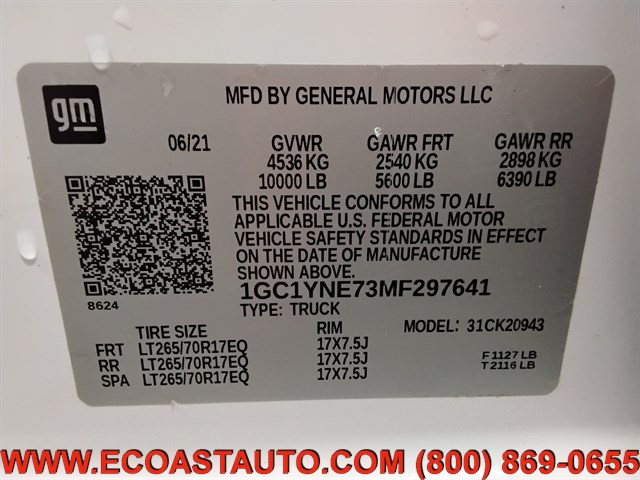 gm
MFD BY GENERAL MOTORS LLC
06/21 GVWR GAWR FRT GAWR RR
4536 KG 2540 KG 2898 KG
10000 LB 5600 LB 6390 LB
THIS VEHICLE CONFORMS TO ALL
APPLICABLE U.S. FEDERAL MOTOR
VEHICLE SAFETY STANDARDS IN EFFECT
ON THE DATE OF MANUFACTURE
SHOWN ABOVE.
8624
1GC1YNE73MF297641
TYPE: TRUCK
TIRE SIZE RIM MODEL: 31CK20943
FRT LT265/70R17EQ 17X7.5J
RR LT265/70R17EQ 17X7.5J
SPA LT265/70R17EQ 17X7.5J
F 1127 LB
T 2116 LB
WWW.ECOASTAUTO.COM (800) 869-0655